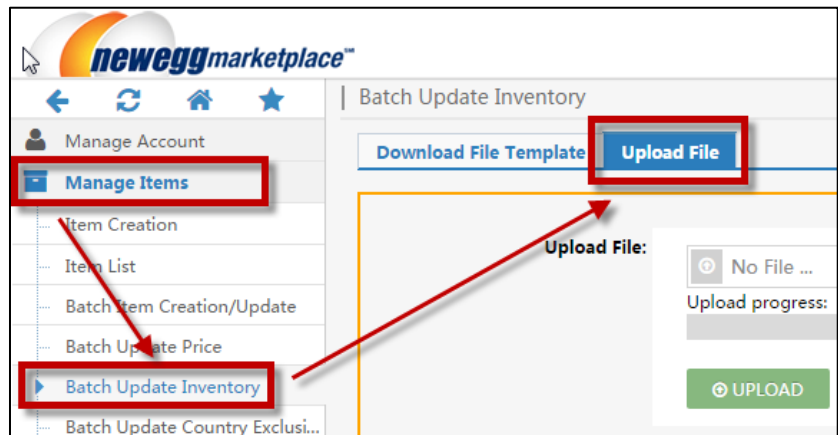 neweggmarketplace℠
Batch Update Inventory
Manage Account
Manage Items
Item Creation
Item List
Batch Item Creation/Update
Batch Update Price
Batch Update Inventory
Batch Update Country Exclusi...
Download File Template
Upload File
Upload File:
No File ...
Upload progress:
UPLOAD